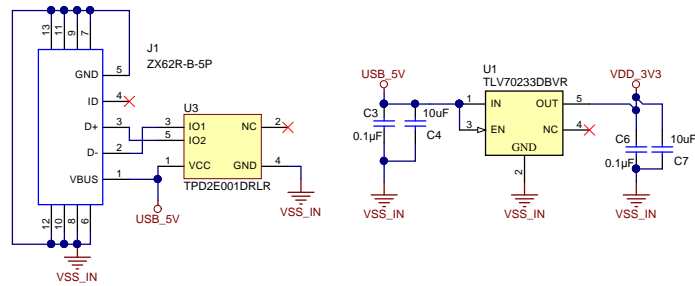 13
11
9
7
J1
ZX62R-B-5P
GND 5
ID 4
D+ 3
D- 2
VBUS 1
12
10
8
6
VSS_IN
U3
3 IO1 NC 2
5 IO2
1 VCC GND 4
TPD2E001DRLR
USB_5V
VSS_IN
USB_5V
U1
TLV70233DBVR
VDD_3V3
C3
0.1µF
10uF
C4
1 IN OUT 5
3 EN NC 4
GND
2
C6
0.1µF
10uF
C7
VSS_IN
VSS_IN
VSS_IN